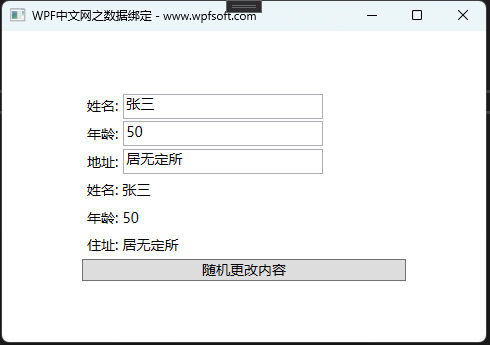 WPF中文网之数据绑定 - www.wpfsoft.com
姓名: 张三
年龄: 50
地址: 居无定所
姓名: 张三
年龄: 50
住址: 居无定所
随机更改内容